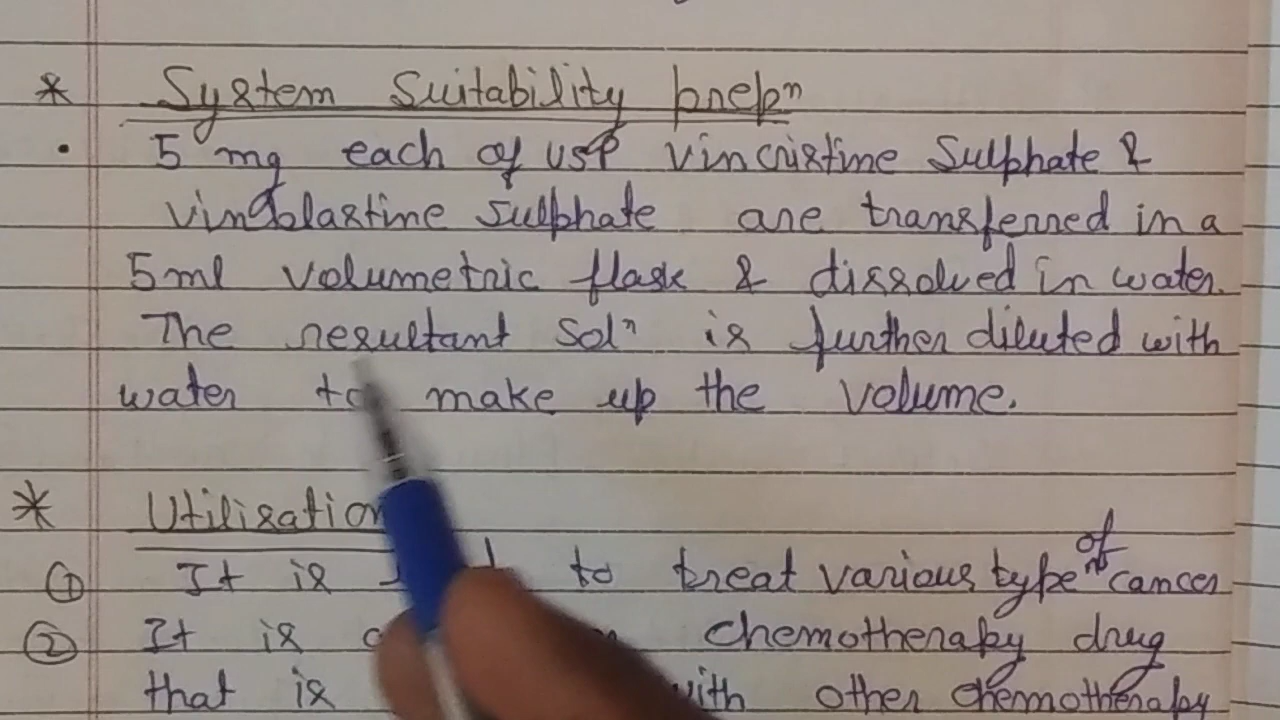 * System Suitability prepⁿ
• 5 mg each of USP Vincristine Sulphate &
Vinblastine Sulphate are transferred in a
5ml volumetric flask & dissolved in water.
The resultant Solⁿ is further diluted with
water to make up the volume.
* Utilisation
① It is to treat various type of cancer
② It is chemotherapy drug
that is with other chemotherapy